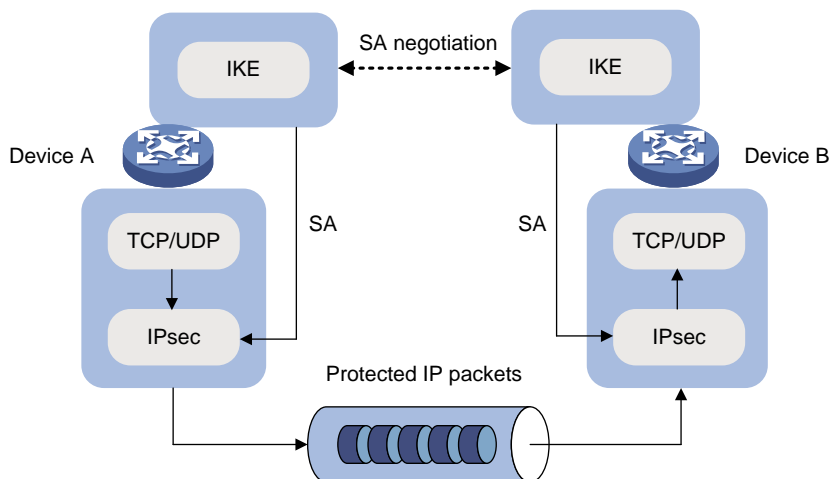 SA negotiation
IKE
IKE
Device A
Device B
TCP/UDP
SA
SA
TCP/UDP
IPsec
IPsec
Protected IP packets